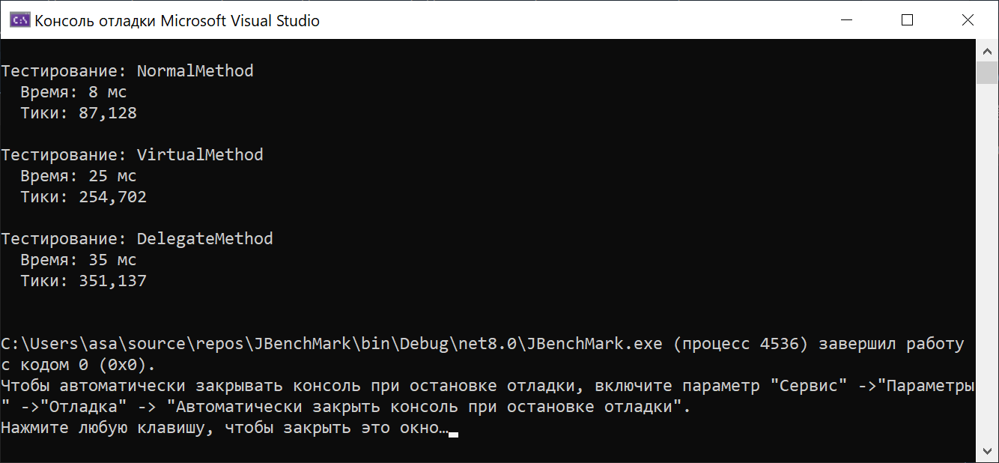 Консоль отладки Microsoft Visual Studio
Тестирование: NormalMethod
Время: 8 мс
Тики: 87,128
Тестирование: VirtualMethod
Время: 25 мс
Тики: 254,702
Тестирование: DelegateMethod
Время: 35 мс
Тики: 351,137
C:\Users\asa\source\repos\JBenchMark\bin\Debug\net8.0\JBenchMark.exe (процесс 4536) завершил работу
с кодом 0 (0x0).
Чтобы автоматически закрывать консоль при остановке отладки, включите параметр "Сервис" ->"Параметры
" ->"Отладка" -> "Автоматически закрыть консоль при остановке отладки".
Нажмите любую клавишу, чтобы закрыть это окно…